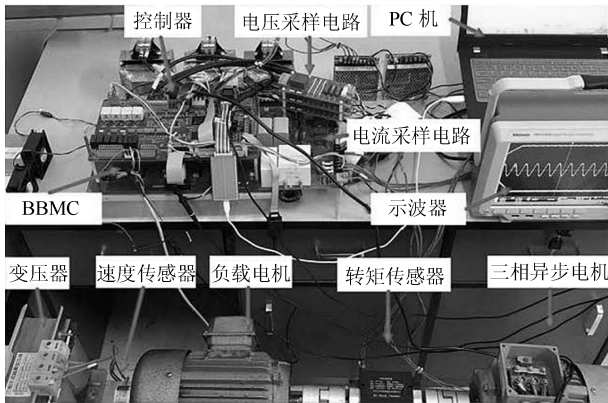 控制器
电压采样电路
PC 机
电流采样电路
BBMC
示波器
变压器
速度传感器
负载电机
转矩传感器
三相异步电机